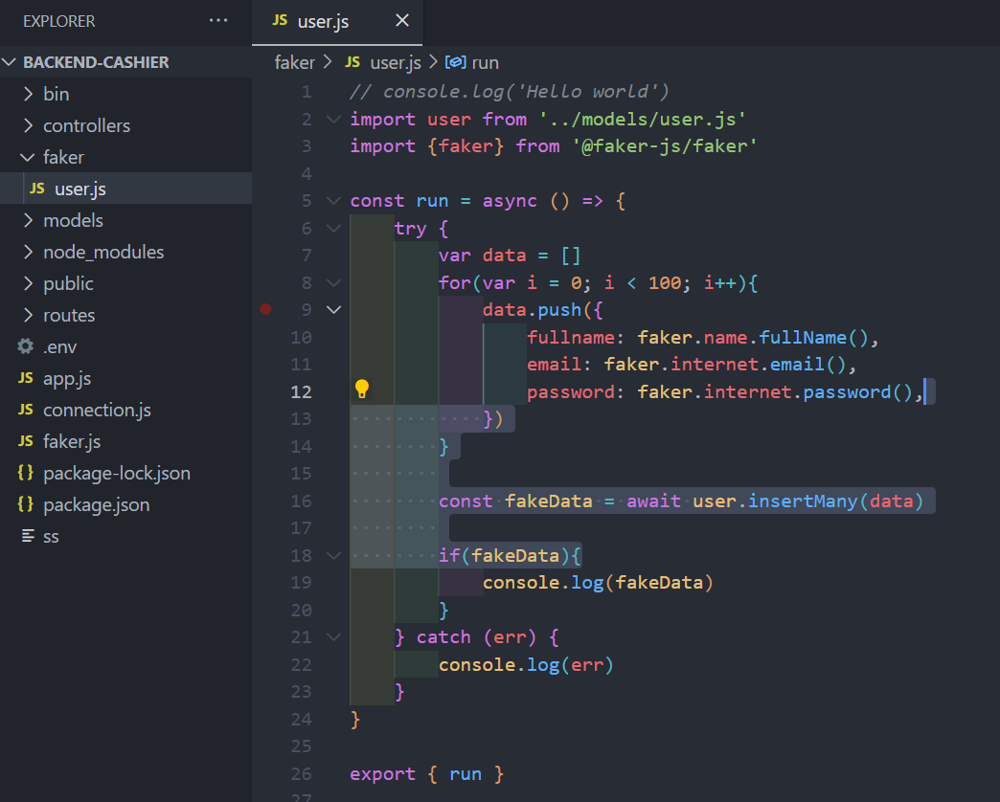 EXPLORER ···
BACKEND-CASHIER
bin
controllers
faker
JS user.js
models
node_modules
public
routes
.env
JS app.js
JS connection.js
JS faker.js
{} package-lock.json
{} package.json
ss
JS user.js ×
faker > JS user.js > run
1 // console.log('Hello world')
2 import user from '../models/user.js'
3 import {faker} from '@faker-js/faker'
4
5 const run = async () => {
6 try {
7 var data = []
8 for(var i = 0; i < 100; i++){
9 data.push({
10 fullname: faker.name.fullName(),
11 email: faker.internet.email(),
12 password: faker.internet.password(),
13 })
14 }
15
16 const fakeData = await user.insertMany(data)
17
18 if(fakeData){
19 console.log(fakeData)
20 }
21 } catch (err) {
22 console.log(err)
23 }
24 }
25
26 export { run }
27